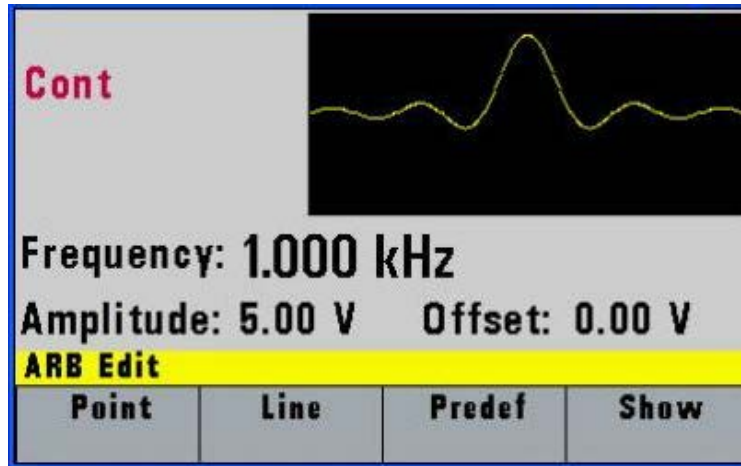 Cont
Frequency: 1.000 kHz
Amplitude: 5.00 V Offset: 0.00 V
ARB Edit
Point Line Predef Show